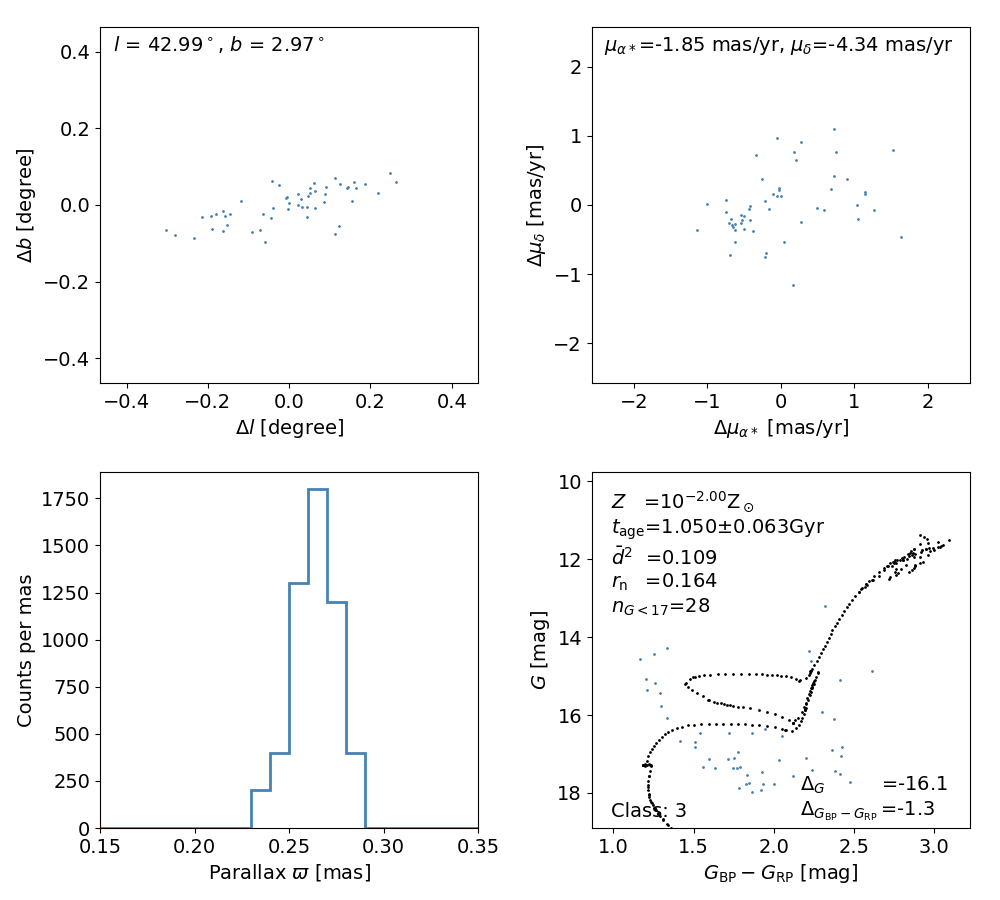 l = 42.99°, b = 2.97°
0.4
0.2
0.0
−0.2
−0.4
−0.4 −0.2 0.0 0.2 0.4
Δb [degree]
Δl [degree]
μα*=-1.85 mas/yr, μδ=-4.34 mas/yr
2
1
0
−1
−2
−2 −1 0 1 2
Δμδ [mas/yr]
Δμα* [mas/yr]
1750
1500
1250
1000
750
500
250
0
0.15 0.20 0.25 0.30 0.35
Counts per mas
Parallax ϖ [mas]
Z =10^−2.00 Z⊙
t_age=1.050±0.063Gyr
d̄² =0.109
r_n =0.164
n_G<17=28
Δ_G =-16.1
Class: 3 Δ_GBP−GRP =-1.3
10
12
14
16
18
1.0 1.5 2.0 2.5 3.0
G [mag]
G_BP − G_RP [mag]